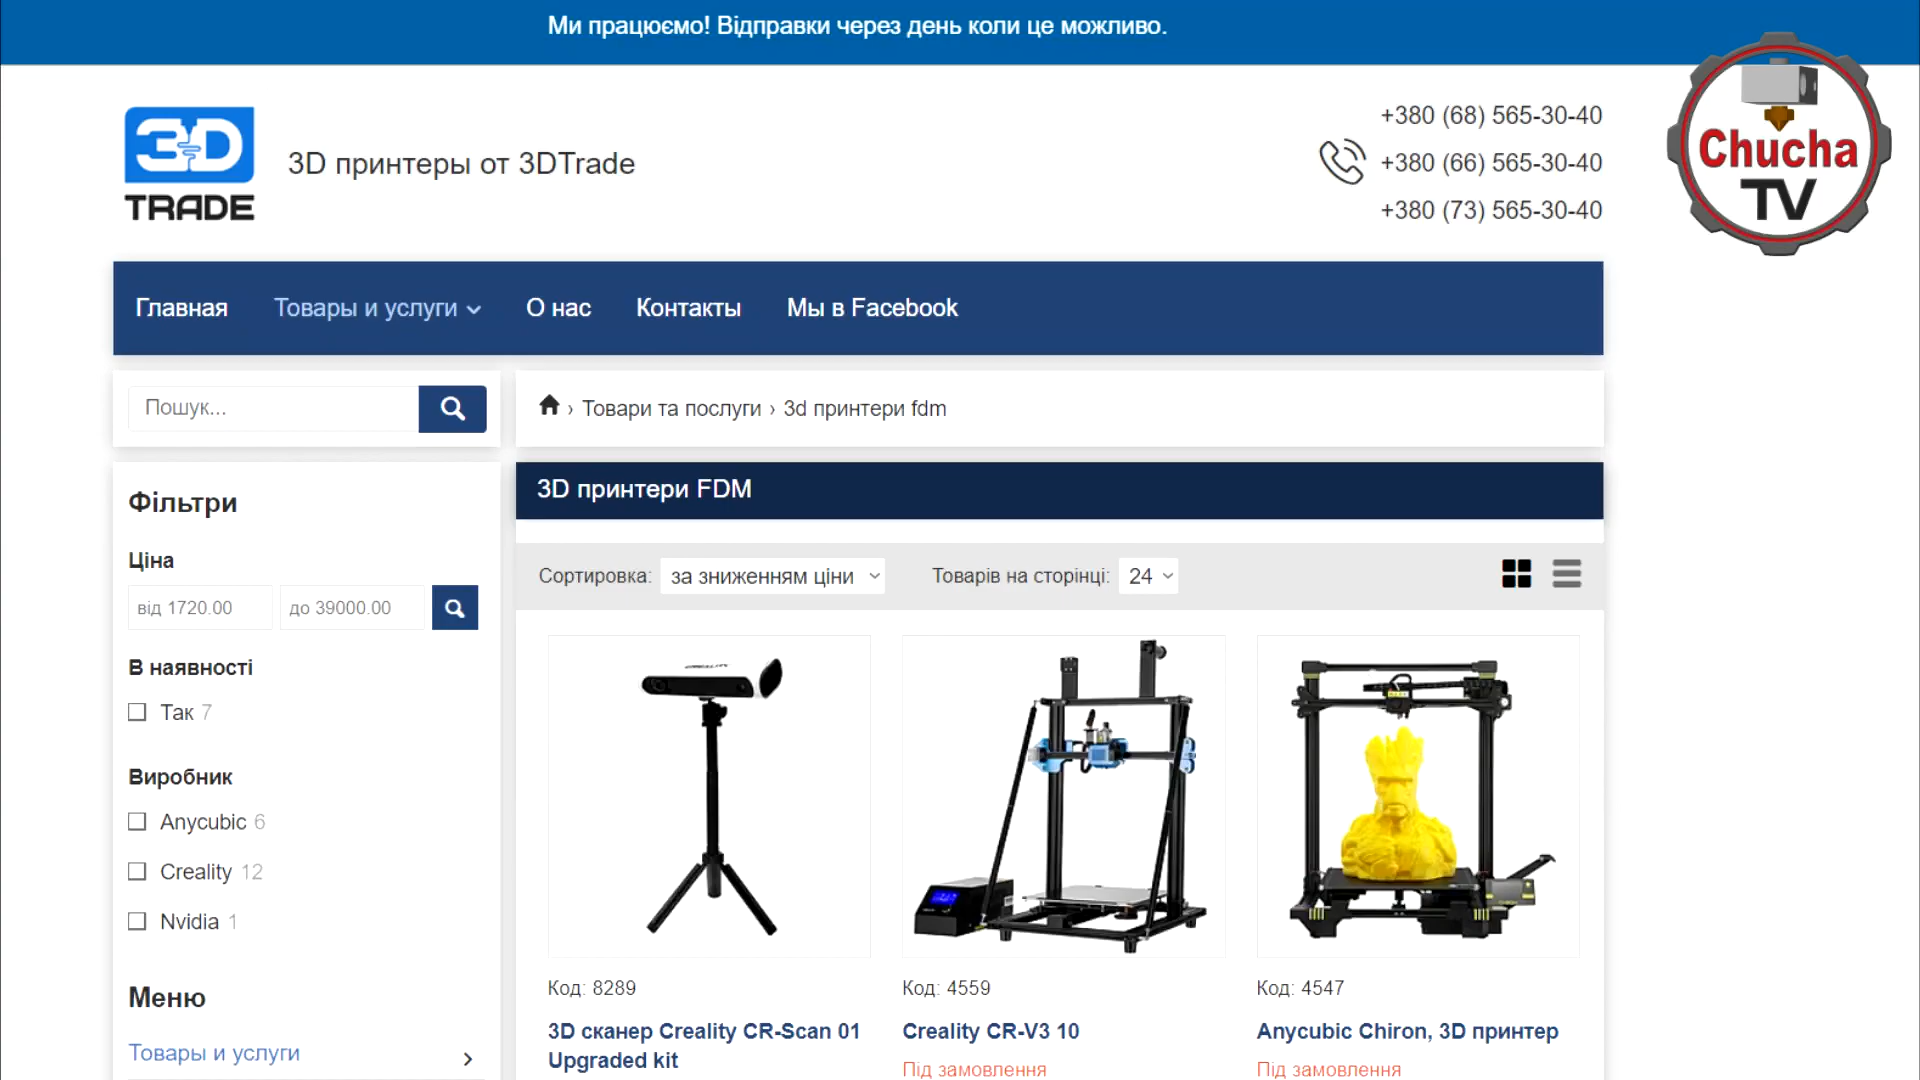 Ми працюємо! Відправки через день коли це можливо.
3D
TRADE
3D принтеры от 3DTrade
+380 (68) 565-30-40
+380 (66) 565-30-40
+380 (73) 565-30-40
Chucha
TV
Главная Товары и услуги О нас Контакты Мы в Facebook
Пошук...
› Товари та послуги › 3d принтери fdm
Фільтри
Ціна
від 1720.00 до 39000.00
В наявності
Так 7
Виробник
Anycubic 6
Creality 12
Nvidia 1
Меню
Товары и услуги
3D принтери FDM
Сортировка: за зниженням ціни Товарів на сторінці: 24
CREALITY
Код: 8289
3D сканер Creality CR-Scan 01
Upgraded kit
Код: 4559
Creality CR-V3 10
Під замовлення
Код: 4547
Anycubic Chiron, 3D принтер
Під замовлення